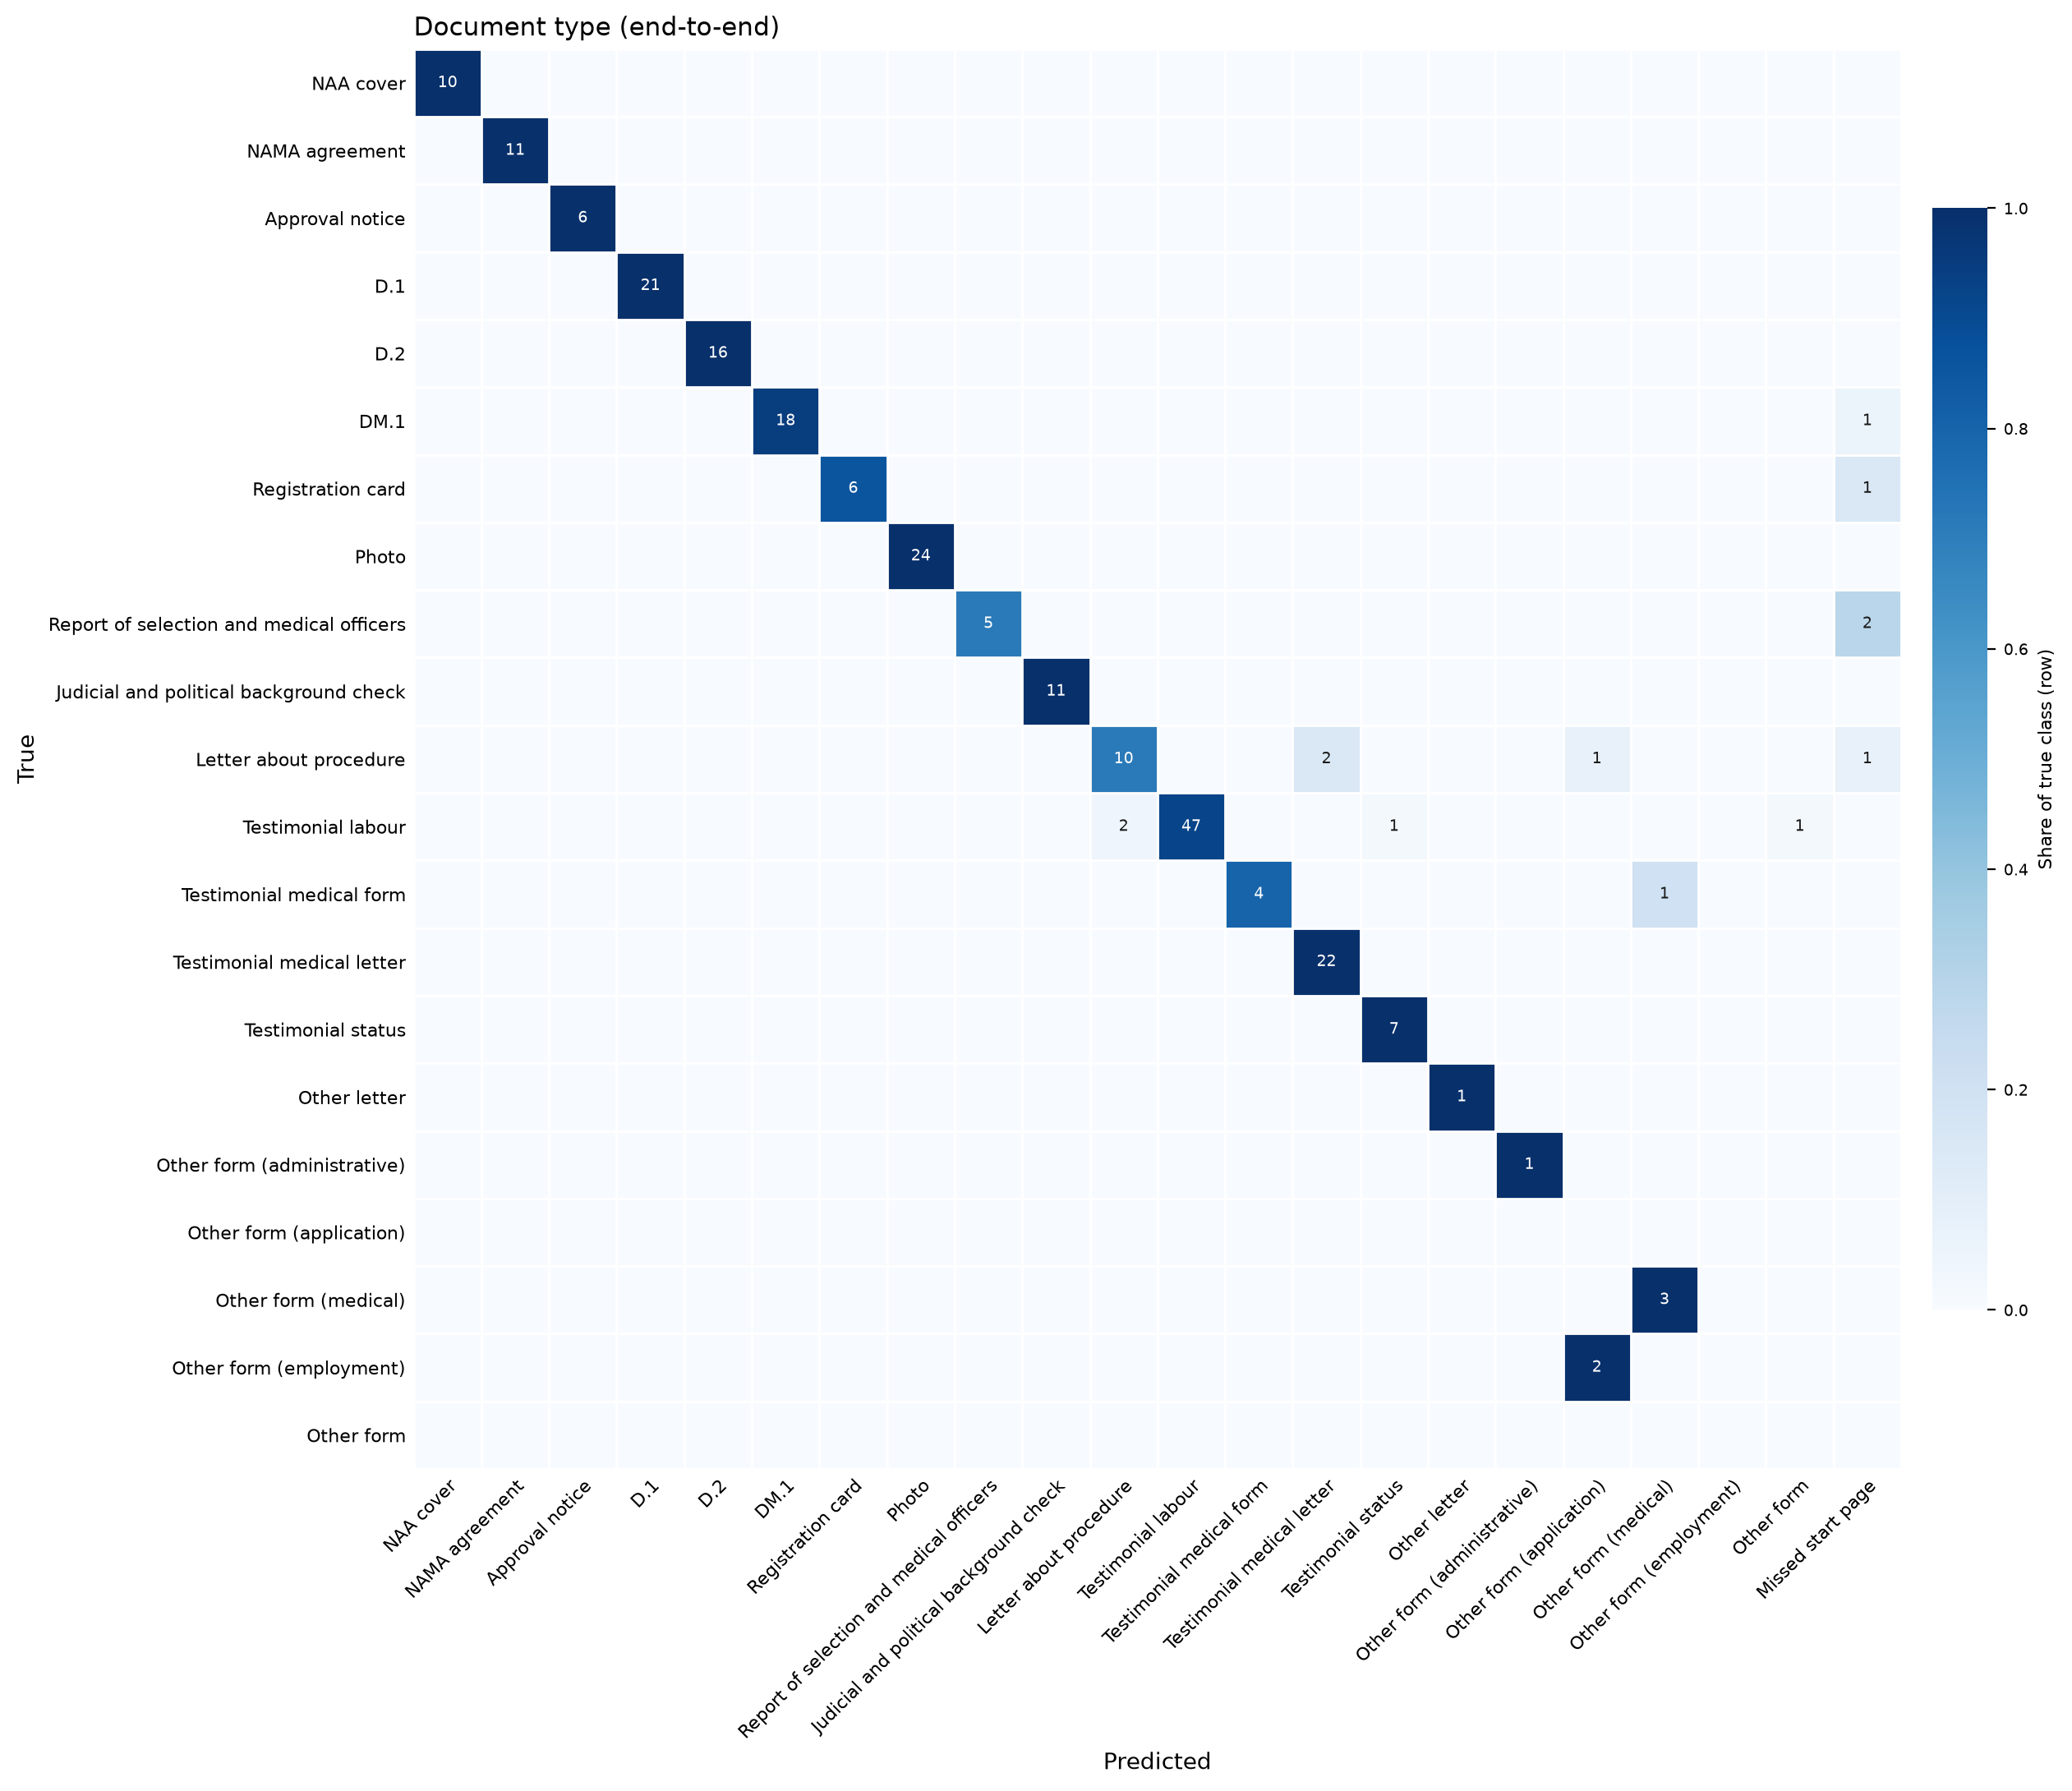 Document type (end-to-end)
NAA cover
10
NAMA agreement
11
Approval notice
6
D.1
21
D.2
16
DM.1
18
1
Registration card
6
1
Photo
24
Report of selection and medical officers
5
2
Judicial and political background check
11
Letter about procedure
10
2
1
1
Testimonial labour
2
47
1
1
Testimonial medical form
4
1
Testimonial medical letter
22
Testimonial status
7
Other letter
1
Other form (administrative)
1
Other form (application)
Other form (medical)
3
Other form (employment)
2
Other form
True
NAA cover
NAMA agreement
Approval notice
D.1
D.2
DM.1
Registration card
Photo
Report of selection and medical officers
Judicial and political background check
Letter about procedure
Testimonial labour
Testimonial medical form
Testimonial medical letter
Testimonial status
Other letter
Other form (administrative)
Other form (application)
Other form (medical)
Other form (employment)
Other form
Missed start page
Predicted
1.0
0.8
0.6
0.4
0.2
0.0
Share of true class (row)